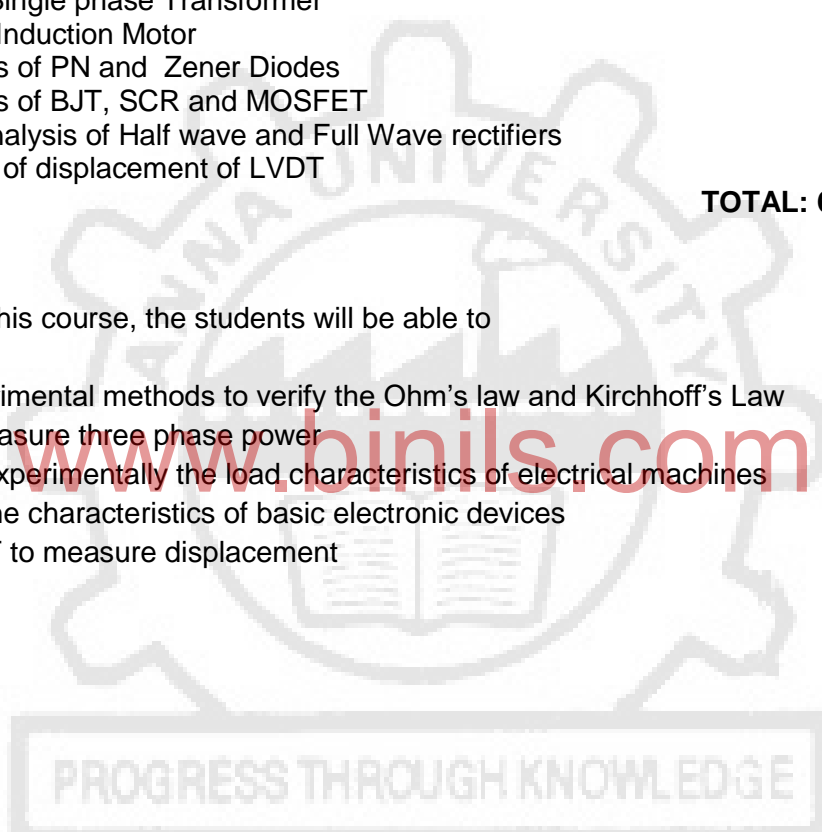 Single phase Transformer
Induction Motor
s of PN and Zener Diodes
s of BJT, SCR and MOSFET
nalysis of Half wave and Full Wave rectifiers
of displacement of LVDT
TOTAL:
ANNA UNIVERSITY
his course, the students will be able to
imental methods to verify the Ohm's law and Kirchhoff's Law
asure three phase power
www.binils.com
xperimentally the load characteristics of electrical machines
ne characteristics of basic electronic devices
to measure displacement
PROGRESS THROUGH KNOWLEDGE